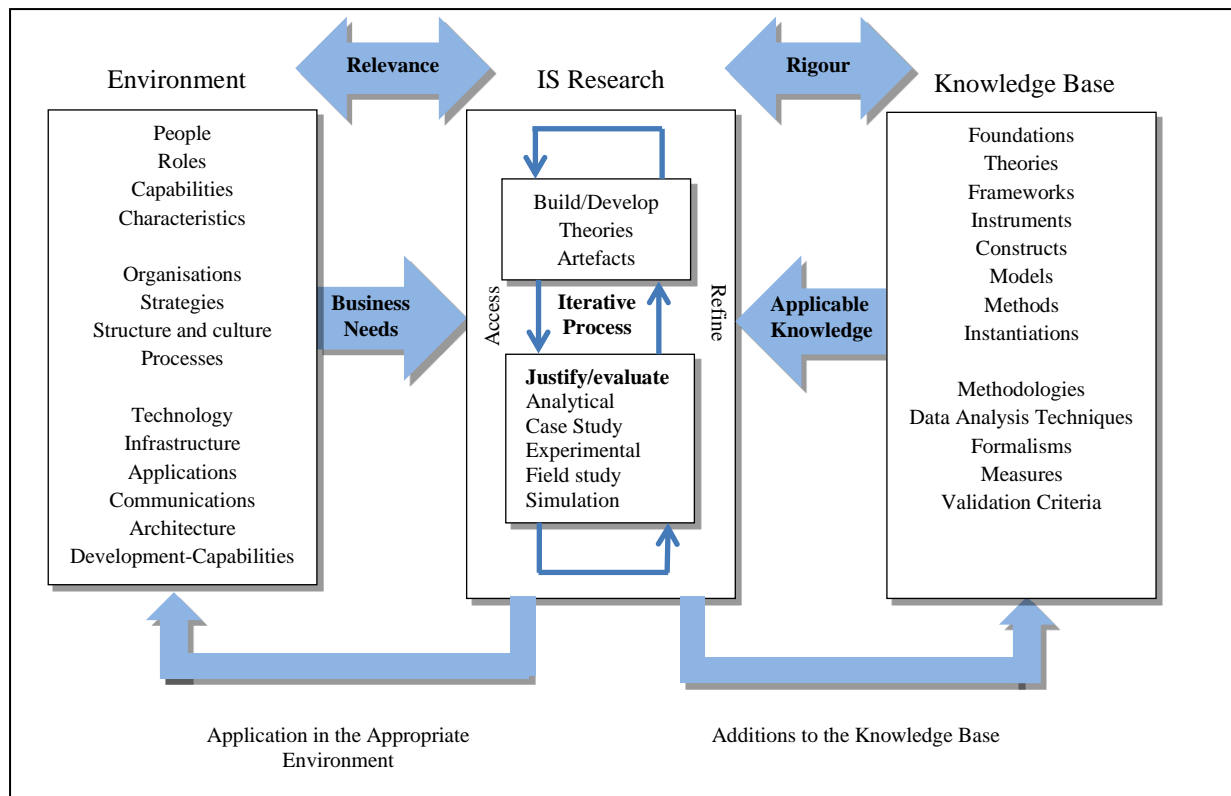 Relevance
Rigour
Environment
IS Research
Knowledge Base
People
Roles
Capabilities
Characteristics
Organisations
Strategies
Structure and culture
Processes
Technology
Infrastructure
Applications
Communications
Architecture
Development-Capabilities
Business
Needs
Build/Develop
Theories
Artefacts
Access
Iterative
Process
Refine
Justify/evaluate
Analytical
Case Study
Experimental
Field study
Simulation
Applicable
Knowledge
Foundations
Theories
Frameworks
Instruments
Constructs
Models
Methods
Instantiations
Methodologies
Data Analysis Techniques
Formalisms
Measures
Validation Criteria
Application in the Appropriate
Environment
Additions to the Knowledge Base